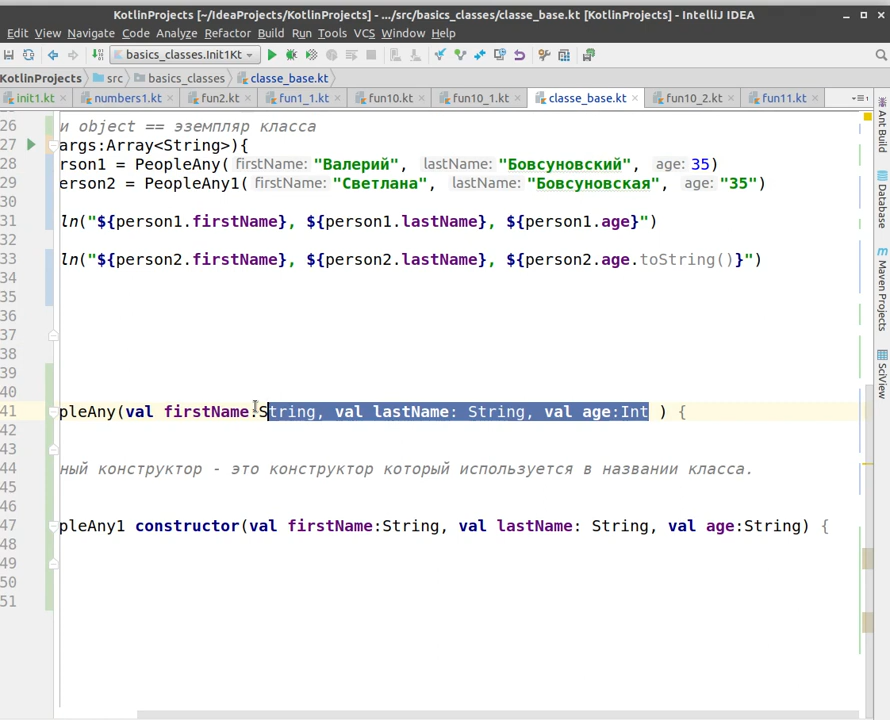 KotlinProjects [~/IdeaProjects/KotlinProjects] - .../src/basics_classes/classe_base.kt [KotlinProjects] - IntelliJ IDEA
Edit View Navigate Code Analyze Refactor Build Run Tools VCS Window Help
basics_classes.Init1Kt
KotlinProjects src basics_classes classe_base.kt
init1.kt numbers1.kt fun2.kt fun1_1.kt fun10.kt fun10_1.kt classe_base.kt fun10_2.kt fun11.kt
26 и object == эземпляр класса
27 args:Array<String>){
28 rson1 = PeopleAny( firstName: "Валерий", lastName: "Бовсуновский", age: 35)
29 erson2 = PeopleAny1( firstName: "Светлана", lastName: "Бовсуновская", age: "35")
30
31 ln("${person1.firstName}, ${person1.lastName}, ${person1.age}")
32
33 ln("${person2.firstName}, ${person2.lastName}, ${person2.age.toString()}")
34
35
36
37
38
39
40
41 pleAny(val firstName:String, val lastName: String, val age:Int ) {
42
43
44 ный конструктор - это конструктор который используется в названии класса.
45
46
47 pleAny1 constructor(val firstName:String, val lastName: String, val age:String) {
48
49
50
51
Ant Build
Database
Maven Projects
SciView